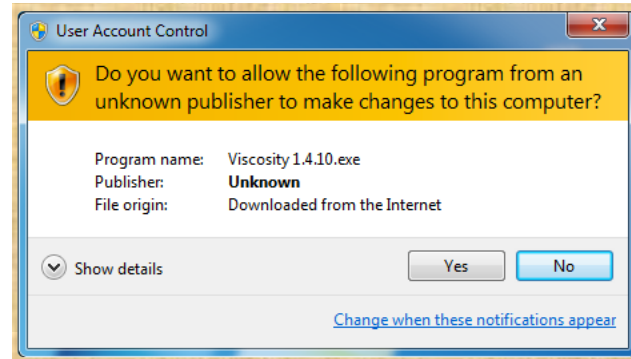 User Account Control
Do you want to allow the following program from an
unknown publisher to make changes to this computer?
Program name: Viscosity 1.4.10.exe
Publisher: Unknown
File origin: Downloaded from the Internet
Show details Yes No
Change when these notifications appear